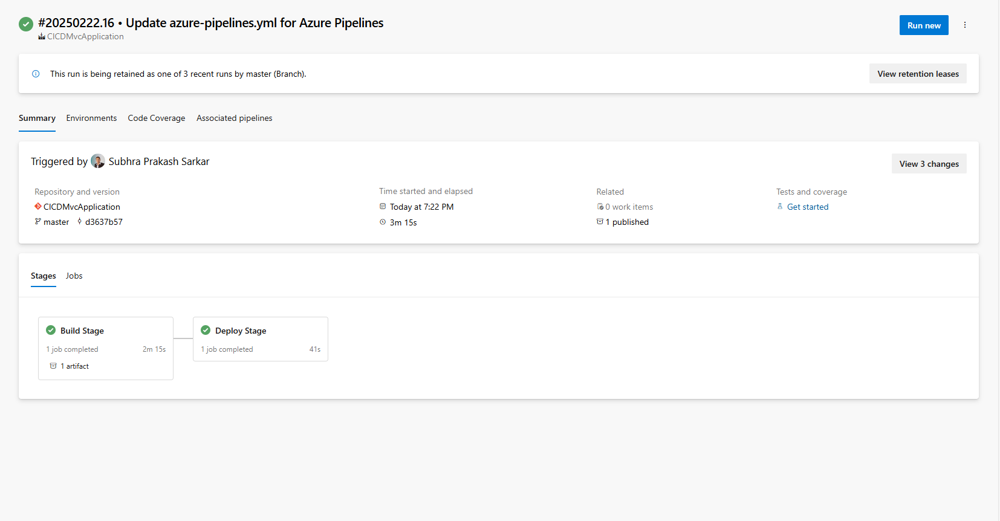 #20250222.16 • Update azure-pipelines.yml for Azure Pipelines
CICDMvcApplication
Run new
This run is being retained as one of 3 recent runs by master (Branch).
View retention leases
Summary Environments Code Coverage Associated pipelines
Triggered by Subhra Prakash Sarkar
View 3 changes
Repository and version
CICDMvcApplication
master d3637b57
Time started and elapsed
Today at 7:22 PM
3m 15s
Related
0 work items
1 published
Tests and coverage
Get started
Stages Jobs
Build Stage
1 job completed 2m 15s
1 artifact
Deploy Stage
1 job completed 41s